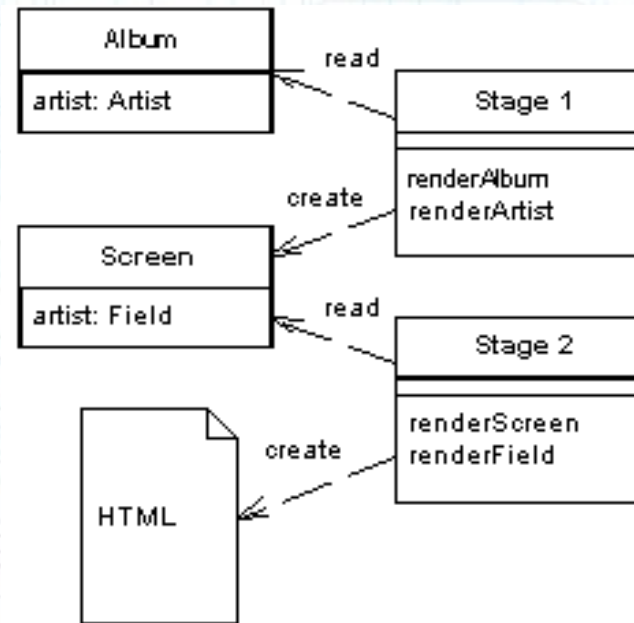 Album
artist: Artist
read
Stage 1
renderAlbum
renderArtist
create
Screen
artist: Field
read
Stage 2
renderScreen
renderField
create
HTML